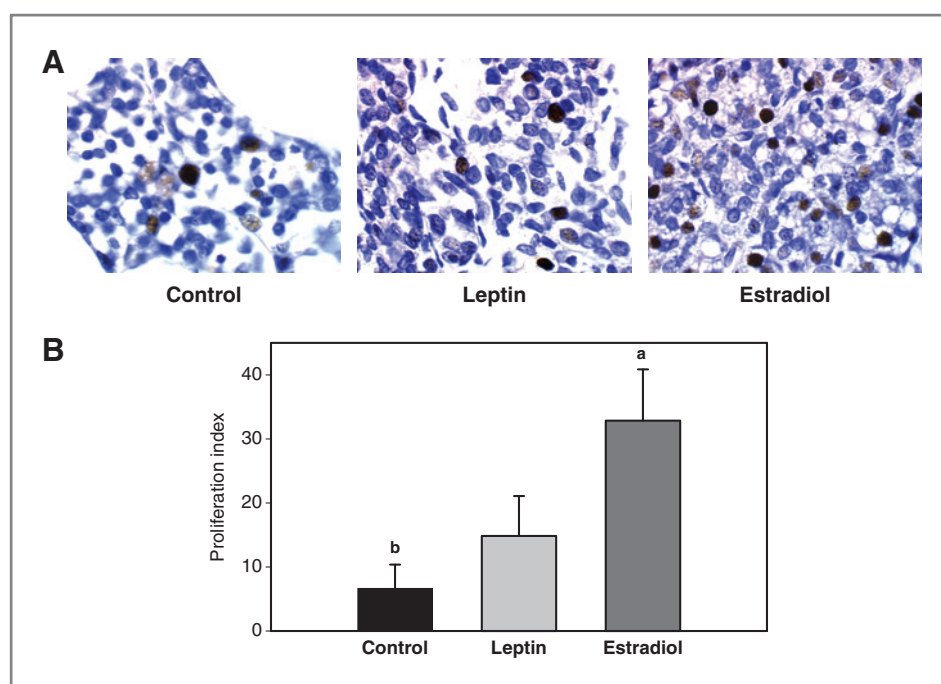 A
Control Leptin Estradiol
B
Proliferation index
40
30
20
10
0
b
a
Control Leptin Estradiol